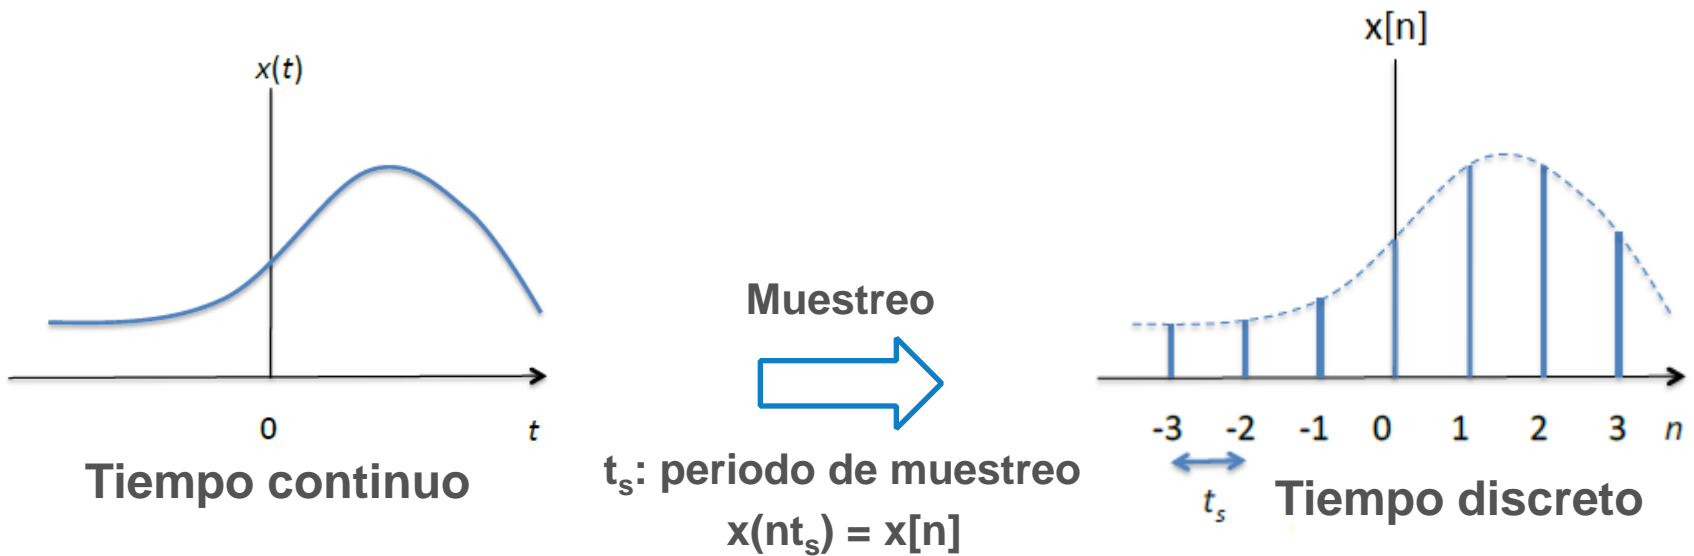 x(t)
0
t
Tiempo continuo
Muestreo
tₛ: periodo de muestreo
x(ntₛ) = x[n]
x[n]
-3 -2 -1 0 1 2 3 n
tₛ
Tiempo discreto